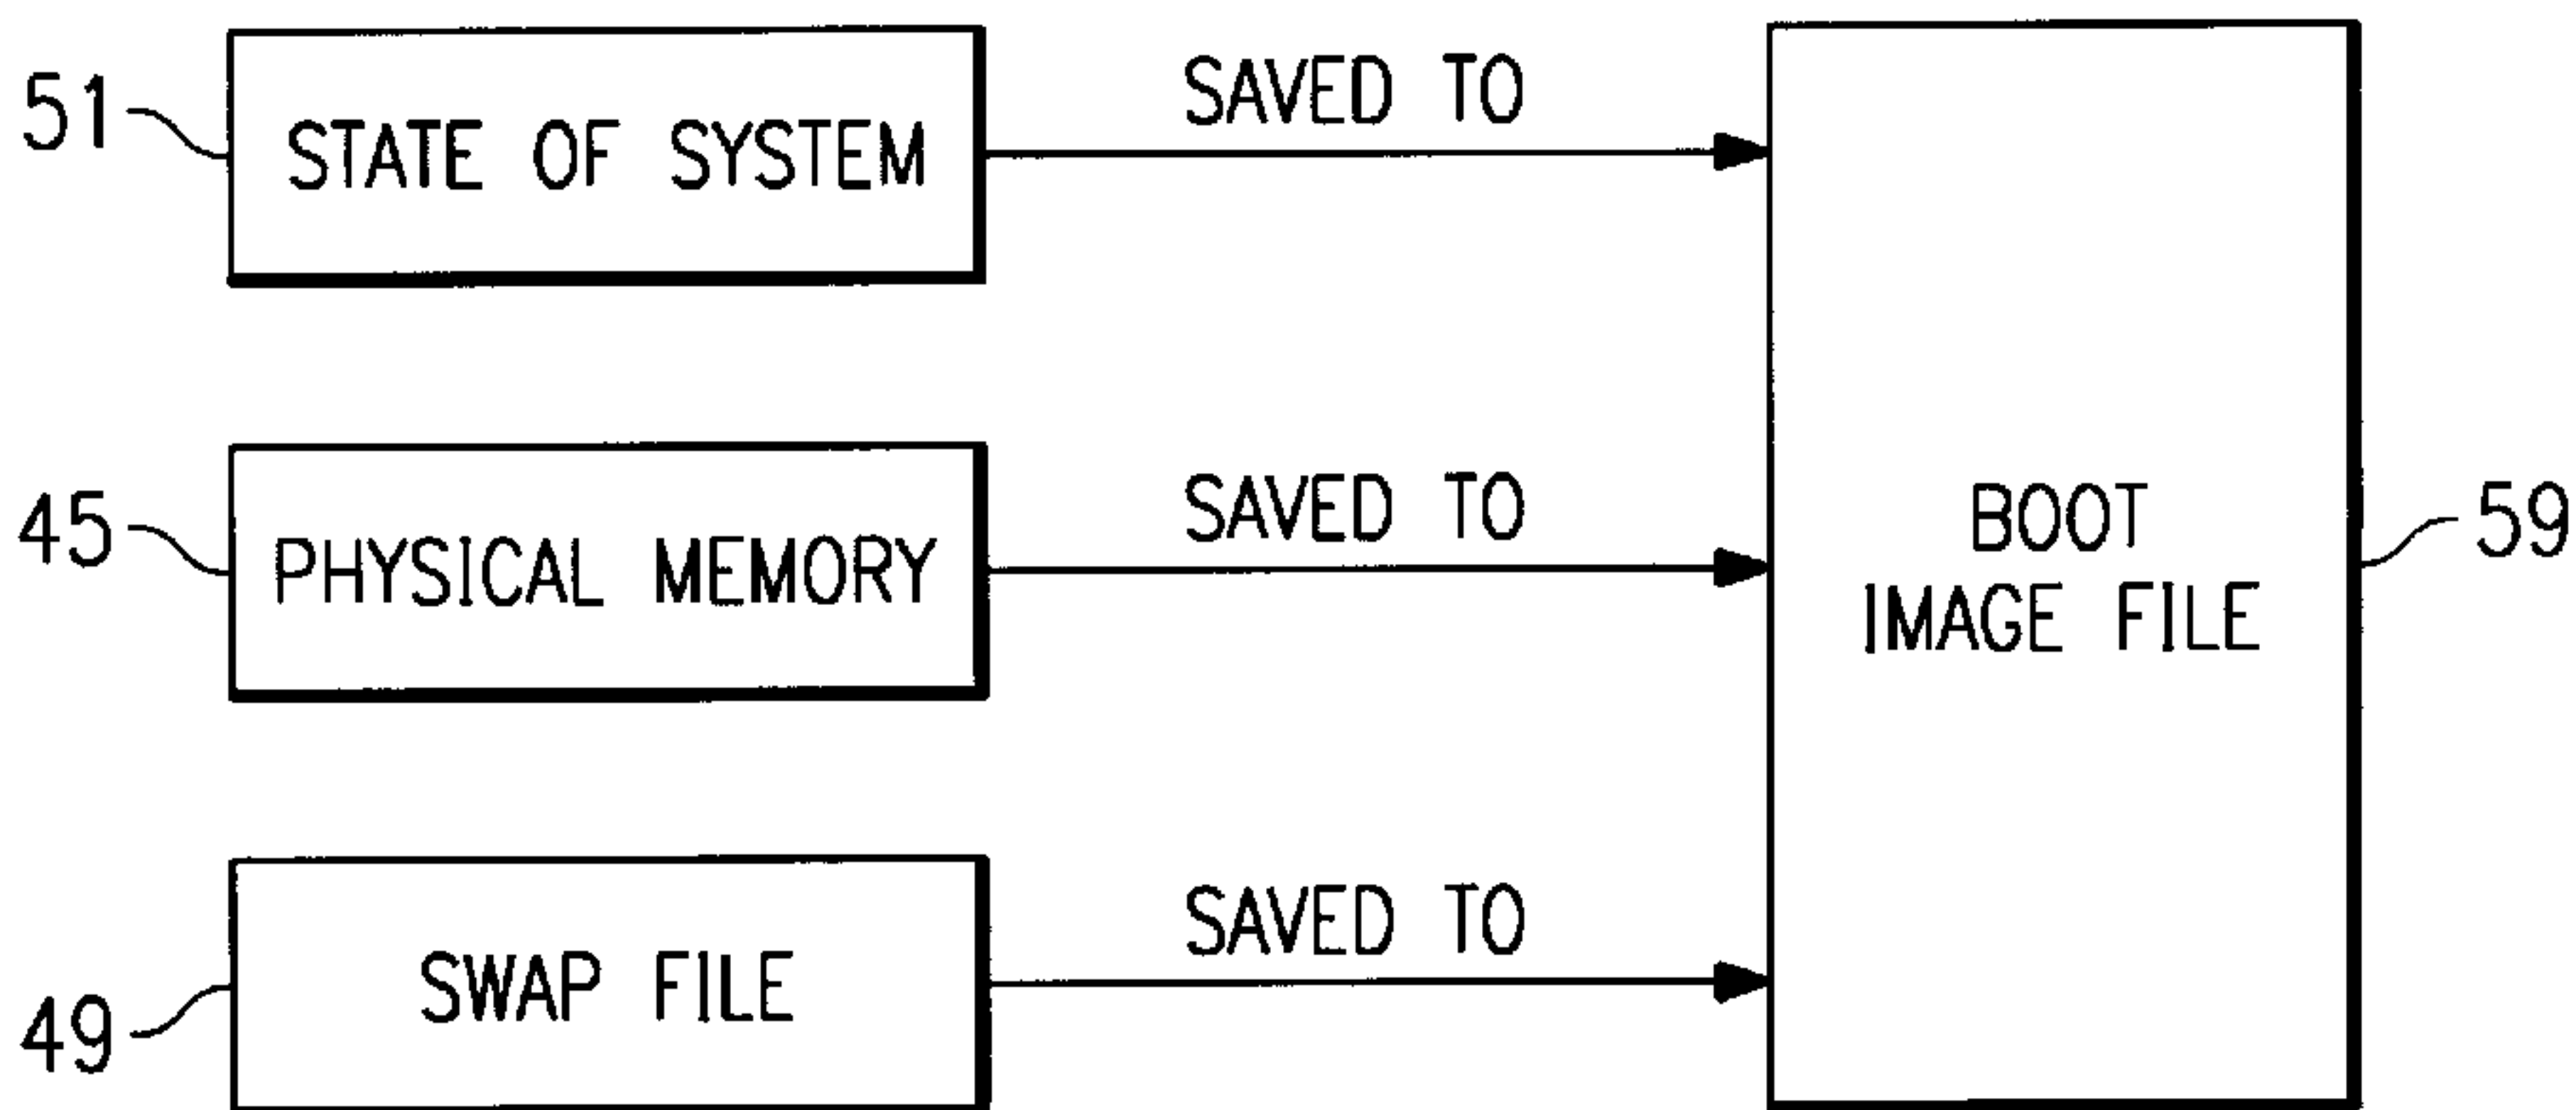 51
STATE OF SYSTEM
SAVED TO
45
PHYSICAL MEMORY
SAVED TO
BOOT
IMAGE FILE
59
49
SWAP FILE
SAVED TO